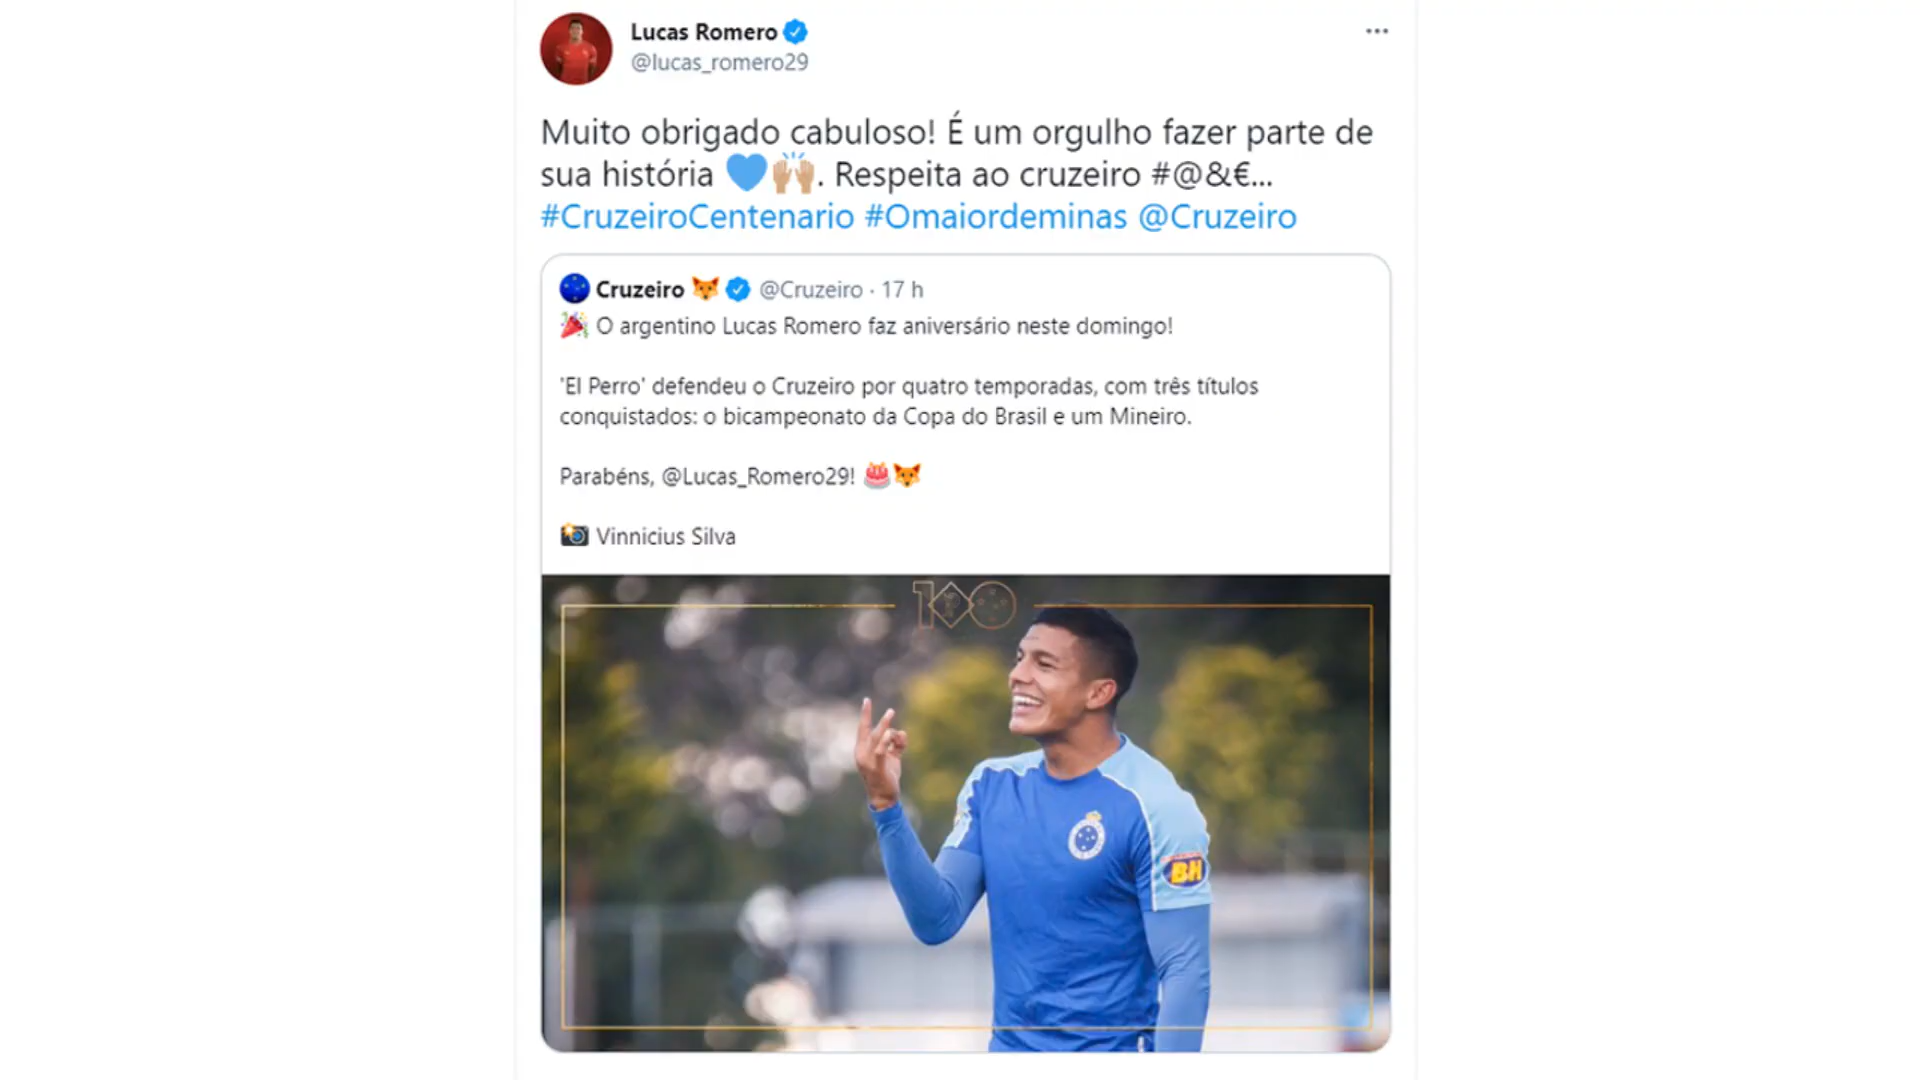 Lucas Romero
@lucas_romero29
Muito obrigado cabuloso! É um orgulho fazer parte de
sua história 💙🙌🏼. Respeita ao cruzeiro #@&€...
#CruzeiroCentenario #Omaiordeminas @Cruzeiro
Cruzeiro 🦊 @Cruzeiro · 17 h
🎉 O argentino Lucas Romero faz aniversário neste domingo!
'El Perro' defendeu o Cruzeiro por quatro temporadas, com três títulos
conquistados: o bicampeonato da Copa do Brasil e um Mineiro.
Parabéns, @Lucas_Romero29! 🎂🦊
📸 Vinnicius Silva
100
BH